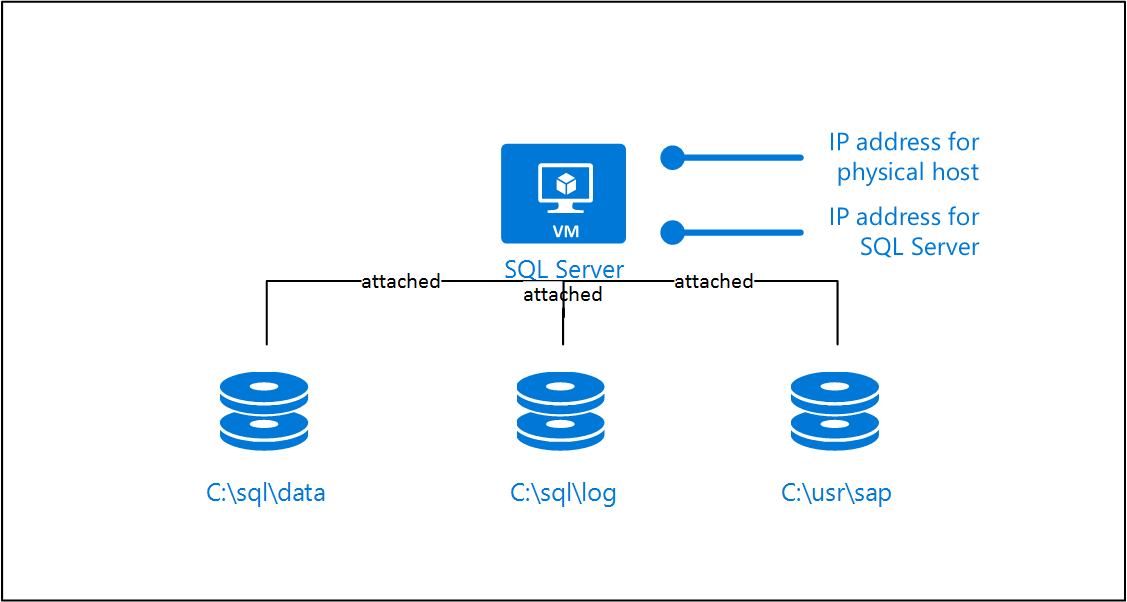 IP address for
physical host
VM
IP address for
SQL Server
SQL Server
attached
attached
attached
C:\sql\data
C:\sql\log
C:\usr\sap